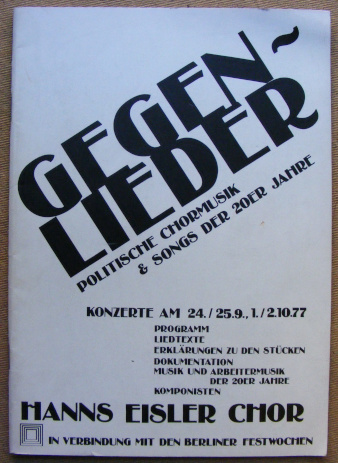 GEGEN-
LIEDER
POLITISCHE CHORMUSIK
& SONGS DER 20ER JAHRE
KONZERTE AM 24./25.9., 1./2.10.77
PROGRAMM
LIEDTEXTE
ERKLÄRUNGEN ZU DEN STÜCKEN
DOKUMENTATION
MUSIK UND ARBEITERMUSIK
DER 20ER JAHRE
KOMPONISTEN
HANNS EISLER CHOR
IN VERBINDUNG MIT DEN BERLINER FESTWOCHEN